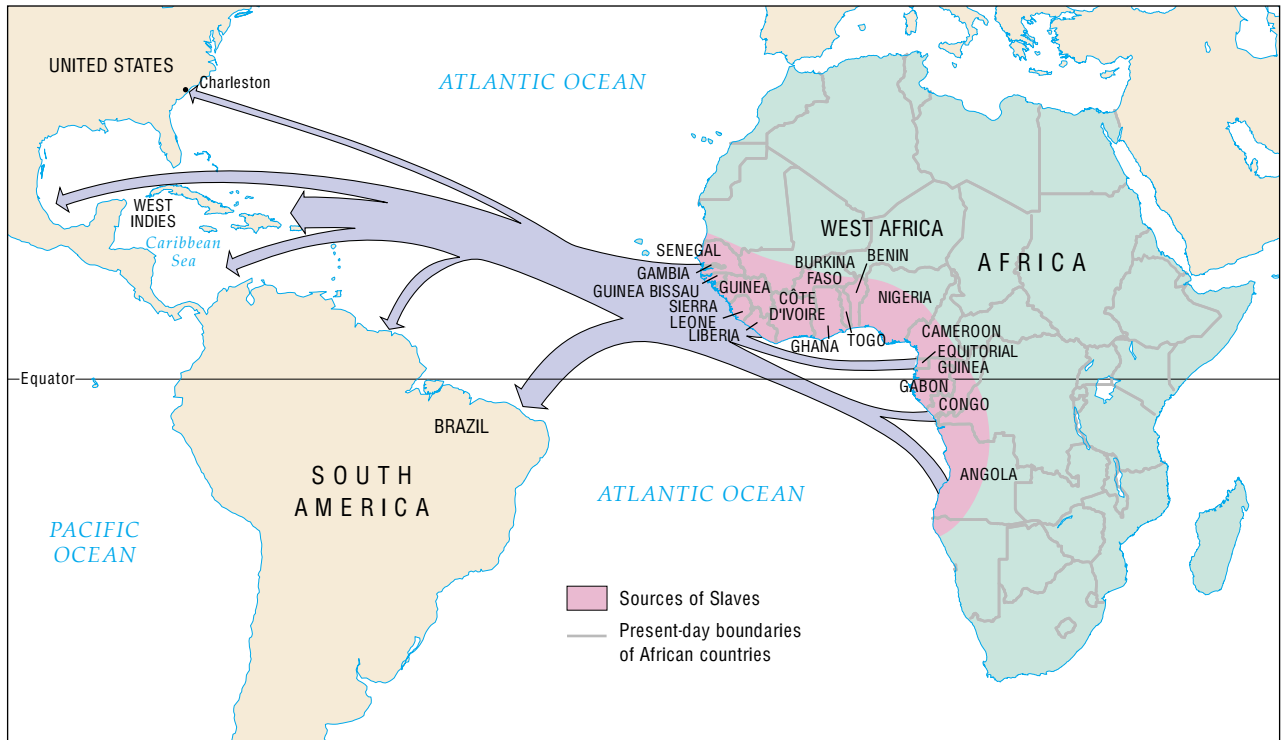 UNITED STATES
Charleston
ATLANTIC OCEAN
WEST
INDIES
Caribbean
Sea
WEST AFRICA
AFRICA
SENEGAL
GAMBIA
GUINEA BISSAU
GUINEA
SIERRA
LEONE
LIBERIA
CÔTE
D'IVOIRE
BURKINA
FASO
BENIN
GHANA
TOGO
NIGERIA
CAMEROON
EQUITORIAL
GUINEA
GABON
CONGO
ANGOLA
Equator
BRAZIL
SOUTH
AMERICA
ATLANTIC OCEAN
PACIFIC
OCEAN
Sources of Slaves
Present-day boundaries
of African countries